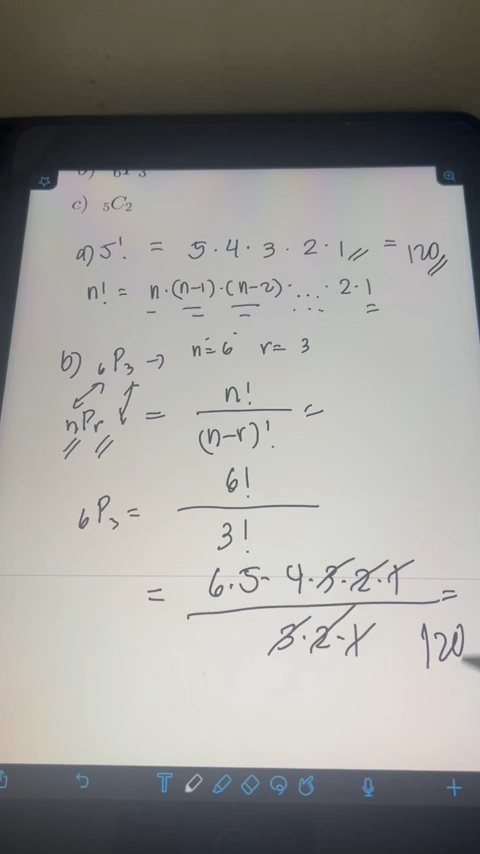 b) ₆P₃
c) ₅C₂
a) 5! = 5 · 4 · 3 · 2 · 1 = 120
n! = n·(n-1)·(n-2)· ... 2·1
b) ₆P₃ → n=6 r= 3
nPr = n! / (n-r)! =
₆P₃ = 6! / 3!
= 6·5·4·3·2·1 / 3·2·1 = 120
T